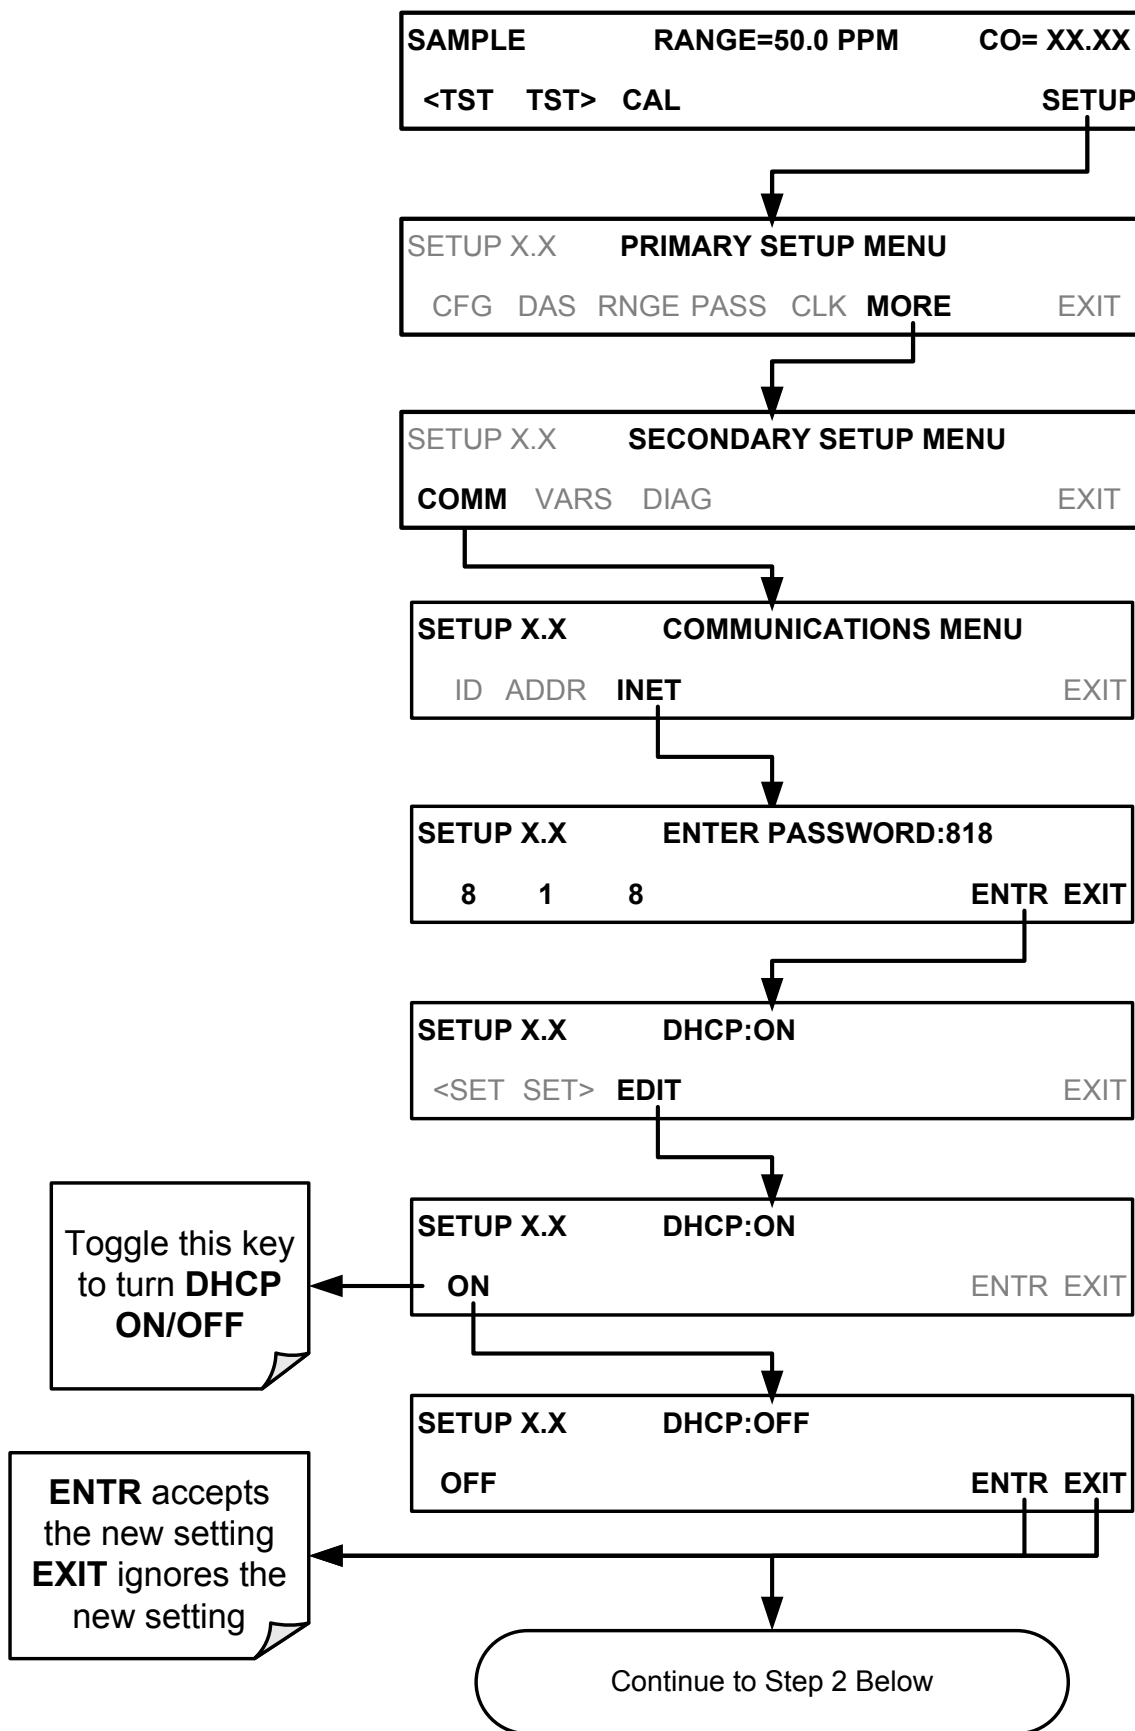 SAMPLE RANGE=50.0 PPM CO= XX.XX
<TST TST> CAL SETUP
SETUP X.X PRIMARY SETUP MENU
CFG DAS RNGE PASS CLK MORE EXIT
SETUP X.X SECONDARY SETUP MENU
COMM VARS DIAG EXIT
SETUP X.X COMMUNICATIONS MENU
ID ADDR INET EXIT
SETUP X.X ENTER PASSWORD:818
8 1 8 ENTR EXIT
SETUP X.X DHCP:ON
<SET SET> EDIT EXIT
SETUP X.X DHCP:ON
ON ENTR EXIT
Toggle this key
to turn DHCP
ON/OFF
SETUP X.X DHCP:OFF
OFF ENTR EXIT
ENTR accepts
the new setting
EXIT ignores the
new setting
Continue to Step 2 Below